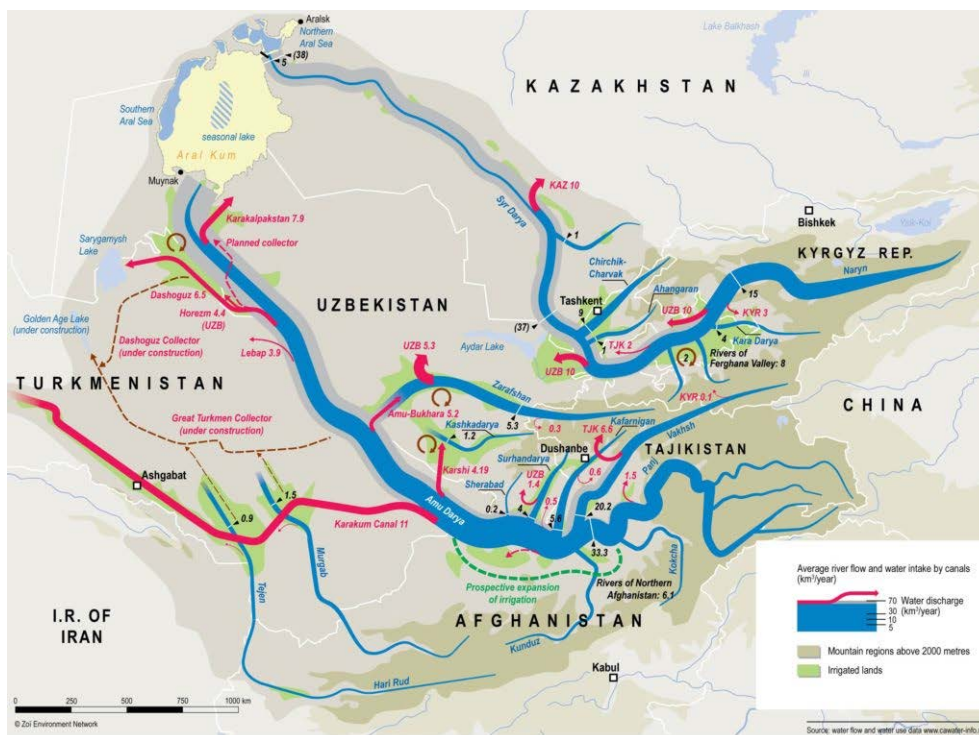 Aralsk
Northern
Aral Sea
(38)
5
Lake Balkhash
KAZAKHSTAN
Southern
Aral Sea
seasonal lake
Aral Kum
Muynak
KAZ 10
Syr Darya
1
Bishkek
Karakalpakstan 7.9
Planned collector
Sarygamysh
Lake
Chirchik-
Charvak
KYRGYZ REP.
Naryn
Ahangaran
15
Dashoguz 6.5
UZBEKISTAN
Tashkent
9
UZB 10
KYR 3
Horezm 4.4
(UZB)
Golden Age Lake
(under construction)
(37)
1
TJK 2
4
Kara Darya
Dashoguz Collector
(under construction)
Lebap 3.9
Aydar Lake
UZB 10
2
Rivers of
Ferghana Valley: 8
UZB 5.3
KYR 0.1
TURKMENISTAN
Zarafshan
CHINA
Amu-Bukhara 5.2
Kafarnigan
Great Turkmen Collector
(under construction)
Kashkadarya
5.3
0.3
TJK 6.6
Vakhsh
1.2
Dushanbe
TAJIKISTAN
Surhandarya
Karshi 4.19
UZB
1.4
0.6
Panj
Ashgabat
Sherabad
1.5
1.5
0.5
Amu Darya
0.2
4
5.6
20.2
0.9
Karakum Canal 11
33.3
Murgab
Kokcha
Tejen
Prospective expansion
of irrigation
Rivers of Northern
Afghanistan: 6.1
I.R. OF
IRAN
AFGHANISTAN
Kunduz
Kabul
Hari Rud
Average river flow and water intake by canals
(km³/year)
70
30
10
5
Water discharge
(km³/year)
Mountain regions above 2000 metres
Irrigated lands
0 200 400 600 800 1000 km
© Zoï Environment Network
Source: water flow and water use data www.cawater-info